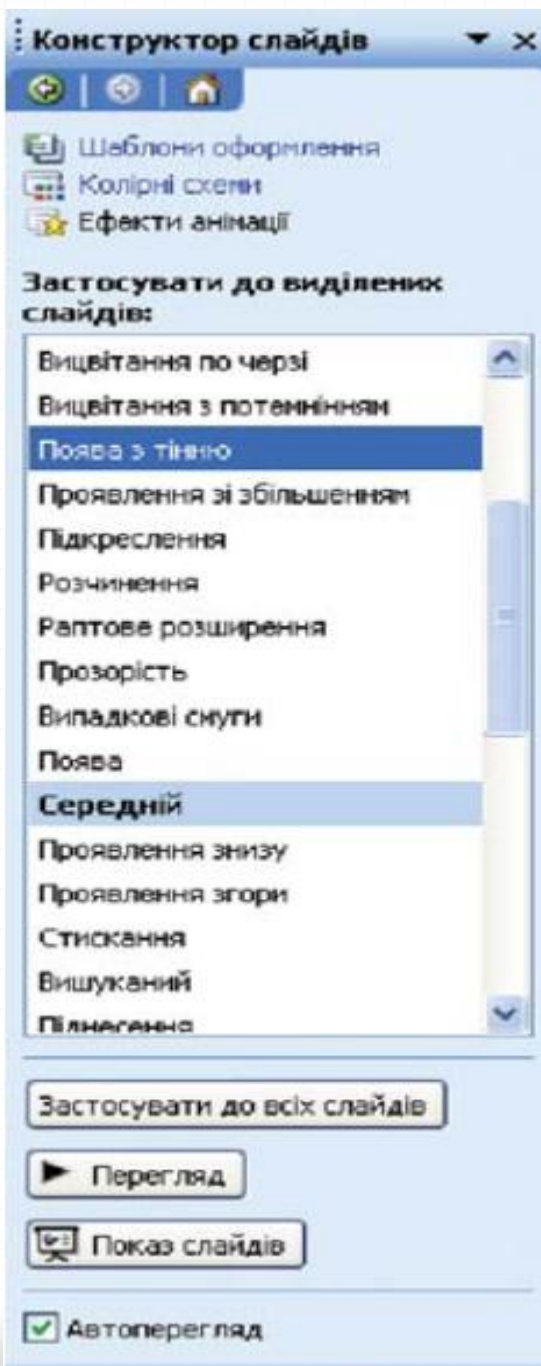 Конструктор слайдів
Шаблони оформлення
Колірні схеми
Ефекти анімації
Застосувати до виділених
слайдів:
Вицвітання по черзі
Вицвітання з потемнінням
Поява з тінню
Проявлення зі збільшенням
Підкреслення
Розчинення
Раптове розширення
Прозорість
Випадкові смуги
Поява
Середній
Проявлення знизу
Проявлення згори
Стискання
Вишуканий
Піднесення
Застосувати до всіх слайдів
Перегляд
Показ слайдів
Автоперегляд